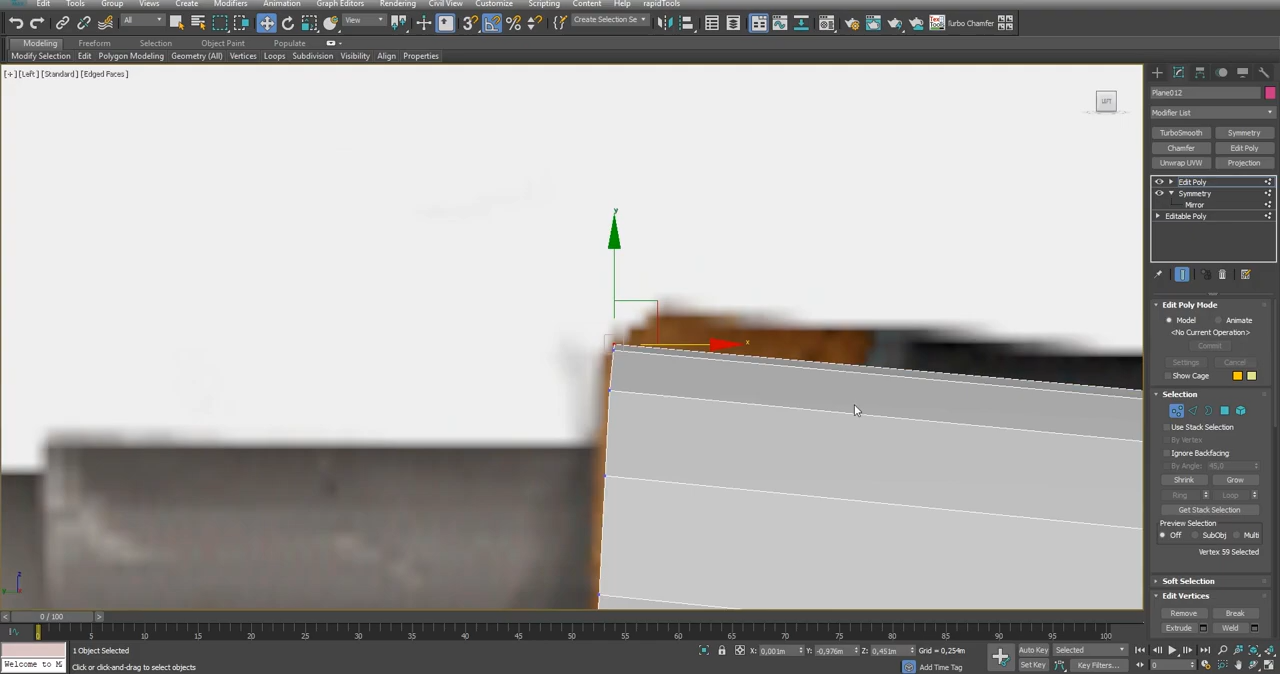 Edit Tools Group Views Create Modifiers Animation Graph Editors Rendering Civil View Customize Scripting Content Help rapidTools
All View Create Selection Se Turbo Chamfer
Modeling Freeform Selection Object Paint Populate
Modify Selection Edit Polygon Modeling Geometry (All) Vertices Loops Subdivision Visibility Align Properties
[+] [Left] [Standard] [Edged Faces]
LEFT
y
x
z
Plane012
Modifier List
TurboSmooth Symmetry
Chamfer Edit Poly
Unwrap UVW Projection
Edit Poly
Symmetry
Mirror
Editable Poly
Edit Poly Mode
Model Animate
<No Current Operation>
Commit
Settings Cancel
Show Cage
Selection
Use Stack Selection
By Vertex
Ignore Backfacing
By Angle: 45,0
Shrink Grow
Ring Loop
Get Stack Selection
Preview Selection
Off SubObj Multi
Vertex 59 Selected
Soft Selection
Edit Vertices
Remove Break
Extrude Weld
0 / 100
0 5 10 15 20 25 30 35 40 45 50 55 60 65 70 75 80 85 90 95 100
1 Object Selected
X: 0,001m Y: -0,976m Z: 0,451m Grid = 0,254m
Auto Key Selected
Welcome to M
Click or click-and-drag to select objects
Add Time Tag
Set Key Key Filters...
0